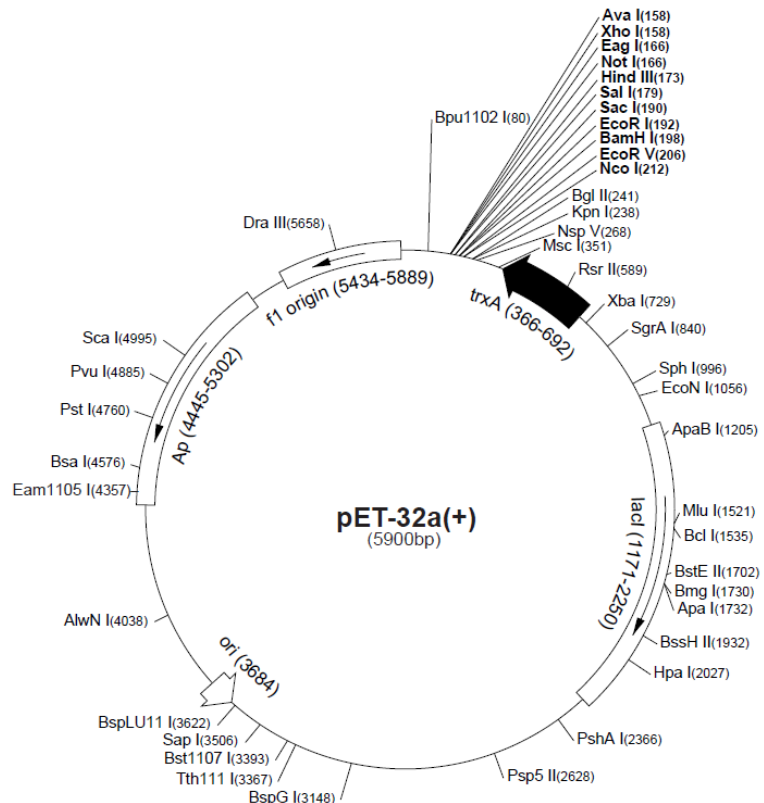 Ava I(158)
Xho I(158)
Eag I(166)
Not I(166)
Hind III(173)
Sal I(179)
Sac I(190)
EcoR I(192)
BamH I(198)
EcoR V(206)
Nco I(212)
Bpu1102 I(80)
Bgl II(241)
Kpn I(238)
Nsp V(268)
Msc I(351)
Rsr II(589)
Xba I(729)
SgrA I(840)
Sph I(996)
EcoN I(1056)
ApaB I(1205)
Mlu I(1521)
Bcl I(1535)
BstE II(1702)
Bmg I(1730)
Apa I(1732)
BssH II(1932)
Hpa I(2027)
PshA I(2366)
Psp5 II(2628)
BspG I(3148)
Tth111 I(3367)
Bst1107 I(3393)
Sap I(3506)
BspLU11 I(3622)
AlwN I(4038)
Eam1105 I(4357)
Bsa I(4576)
Pst I(4760)
Pvu I(4885)
Sca I(4995)
Dra III(5658)
f1 origin (5434-5889)
trxA (366-692)
lacI (1171-2250)
ori (3684)
Ap (4445-5302)
pET-32a(+)
(5900bp)